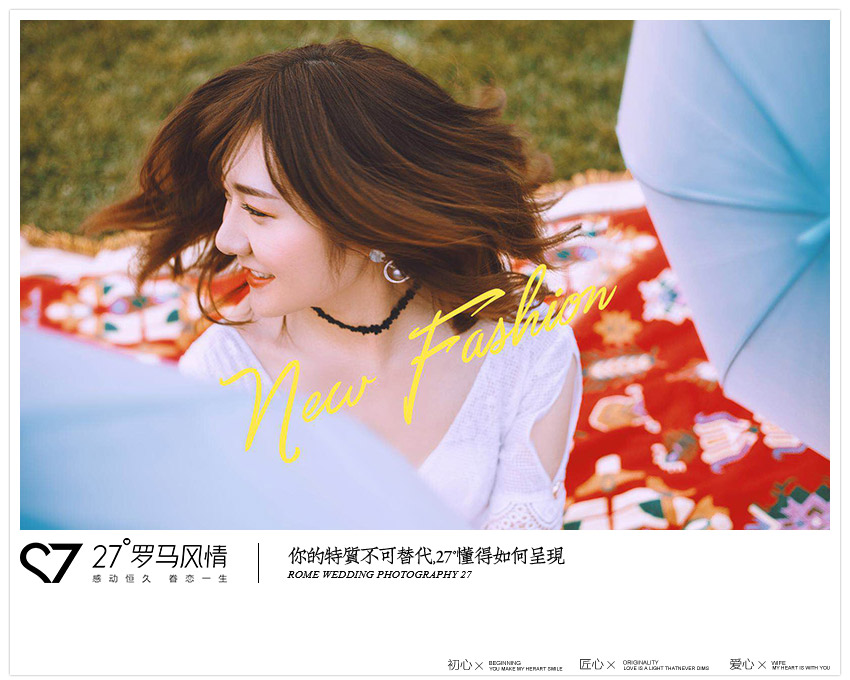 New Fashion
27°罗马风情
感动恒久 眷恋一生
你的特質不可替代,27°懂得如何呈現
ROME WEDDING PHOTOGRAPHY 27
初心× BEGINNING
YOU MAKE MY HERART SMILE
匠心× ORIGINALITY
LOVE IS A LIGHT THATNEVER DIMS
爱心× WIFE
MY HEART IS WITH YOU